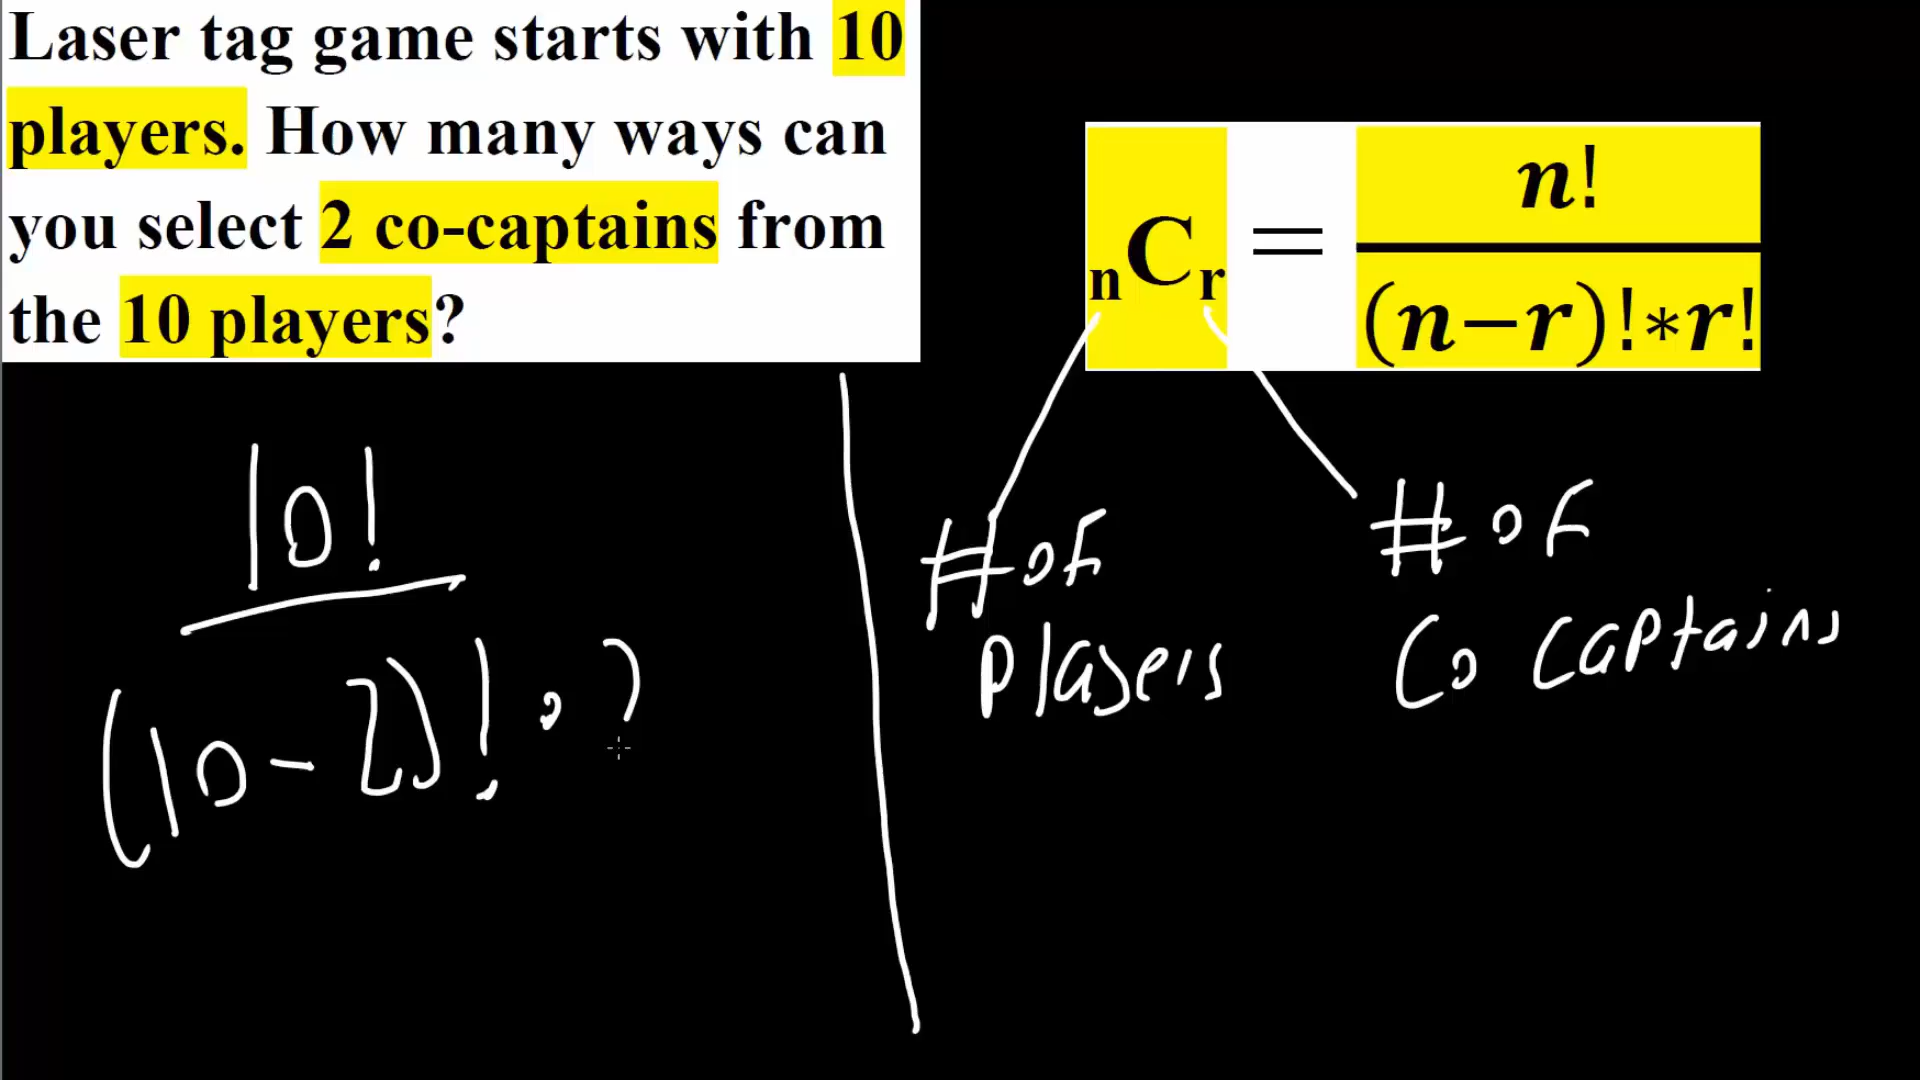 Laser tag game starts with 10
players. How many ways can
you select 2 co-captains from
the 10 players?
nCr = n!
(n−r)!*r!
10!
(10-2)! ·
# of
Players
# of
Co captains